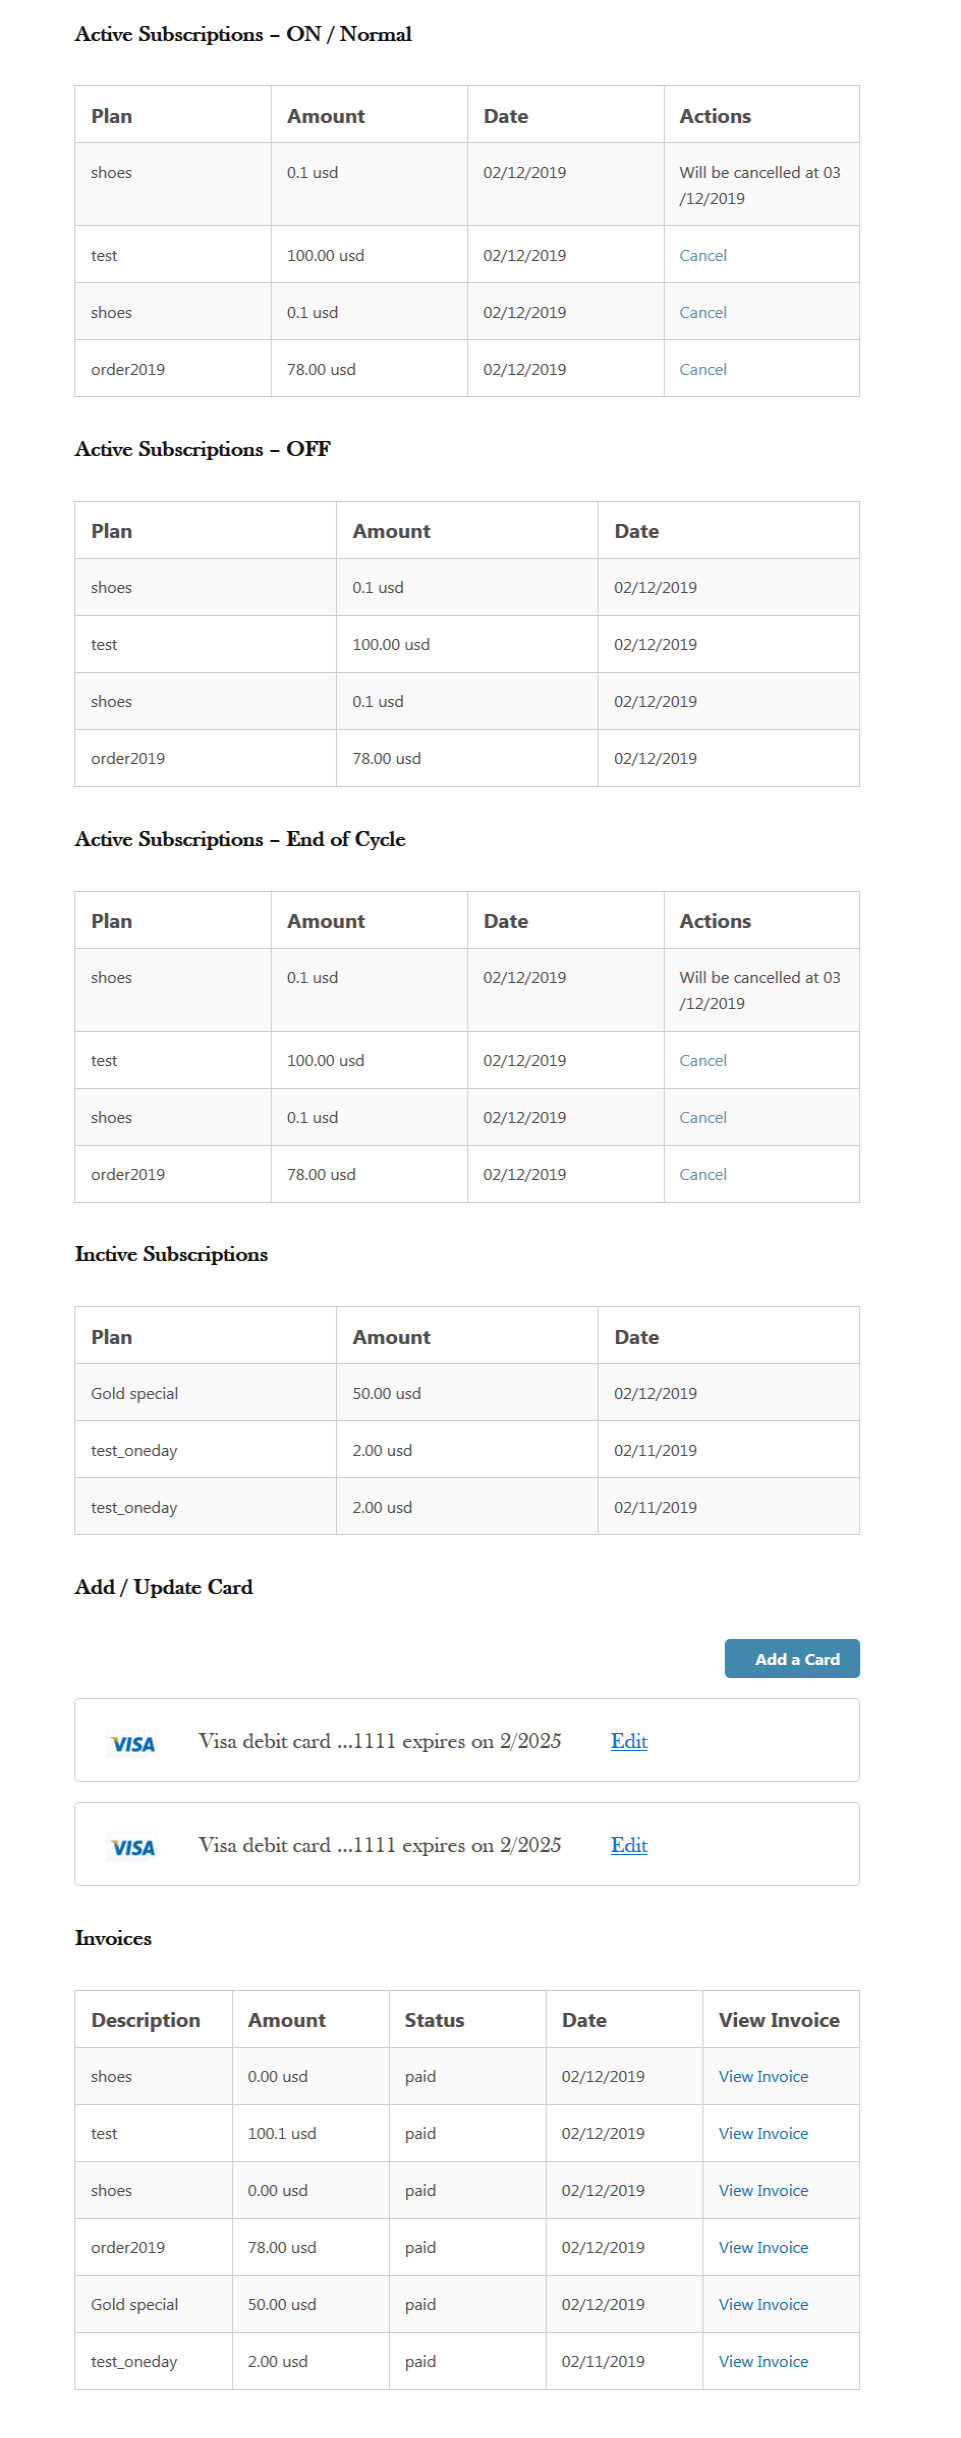 Active Subscriptions – ON / Normal
Plan Amount Date Actions
shoes 0.1 usd 02/12/2019 Will be cancelled at 03
/12/2019
test 100.00 usd 02/12/2019 Cancel
shoes 0.1 usd 02/12/2019 Cancel
order2019 78.00 usd 02/12/2019 Cancel
Active Subscriptions – OFF
Plan Amount Date
shoes 0.1 usd 02/12/2019
test 100.00 usd 02/12/2019
shoes 0.1 usd 02/12/2019
order2019 78.00 usd 02/12/2019
Active Subscriptions – End of Cycle
Plan Amount Date Actions
shoes 0.1 usd 02/12/2019 Will be cancelled at 03
/12/2019
test 100.00 usd 02/12/2019 Cancel
shoes 0.1 usd 02/12/2019 Cancel
order2019 78.00 usd 02/12/2019 Cancel
Inctive Subscriptions
Plan Amount Date
Gold special 50.00 usd 02/12/2019
test_oneday 2.00 usd 02/11/2019
test_oneday 2.00 usd 02/11/2019
Add / Update Card
Add a Card
VISA Visa debit card ...1111 expires on 2/2025 Edit
VISA Visa debit card ...1111 expires on 2/2025 Edit
Invoices
Description Amount Status Date View Invoice
shoes 0.00 usd paid 02/12/2019 View Invoice
test 100.1 usd paid 02/12/2019 View Invoice
shoes 0.00 usd paid 02/12/2019 View Invoice
order2019 78.00 usd paid 02/12/2019 View Invoice
Gold special 50.00 usd paid 02/12/2019 View Invoice
test_oneday 2.00 usd paid 02/11/2019 View Invoice